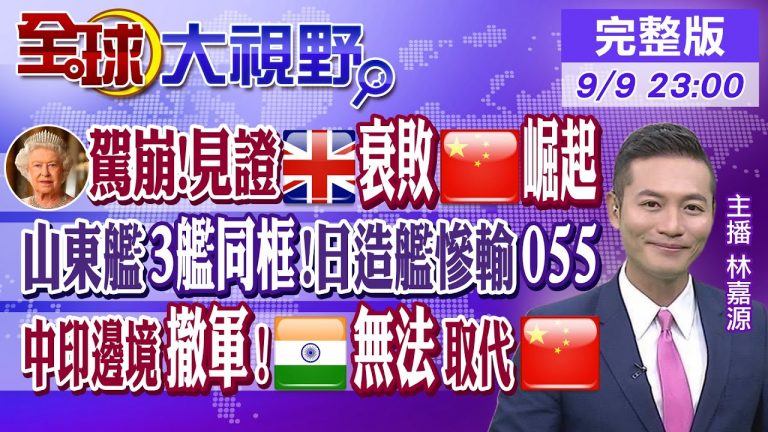 全球大視野
完整版
9/9 23:00
駕崩!見證衰敗崛起
山東艦3艦同框!日造艦慘輸055
中印邊境撤軍!無法取代
主播 林嘉源